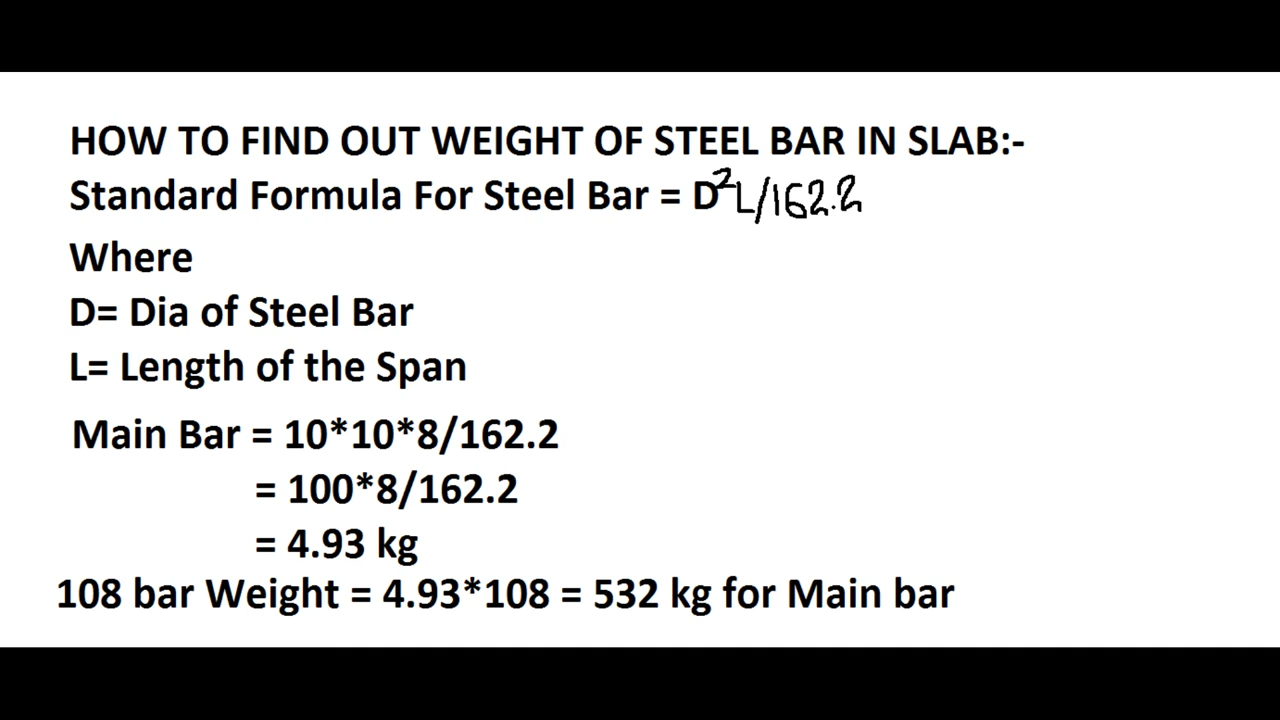 HOW TO FIND OUT WEIGHT OF STEEL BAR IN SLAB:-
Standard Formula For Steel Bar = D²L/162.2
Where
D= Dia of Steel Bar
L= Length of the Span
Main Bar = 10*10*8/162.2
= 100*8/162.2
= 4.93 kg
108 bar Weight = 4.93*108 = 532 kg for Main bar